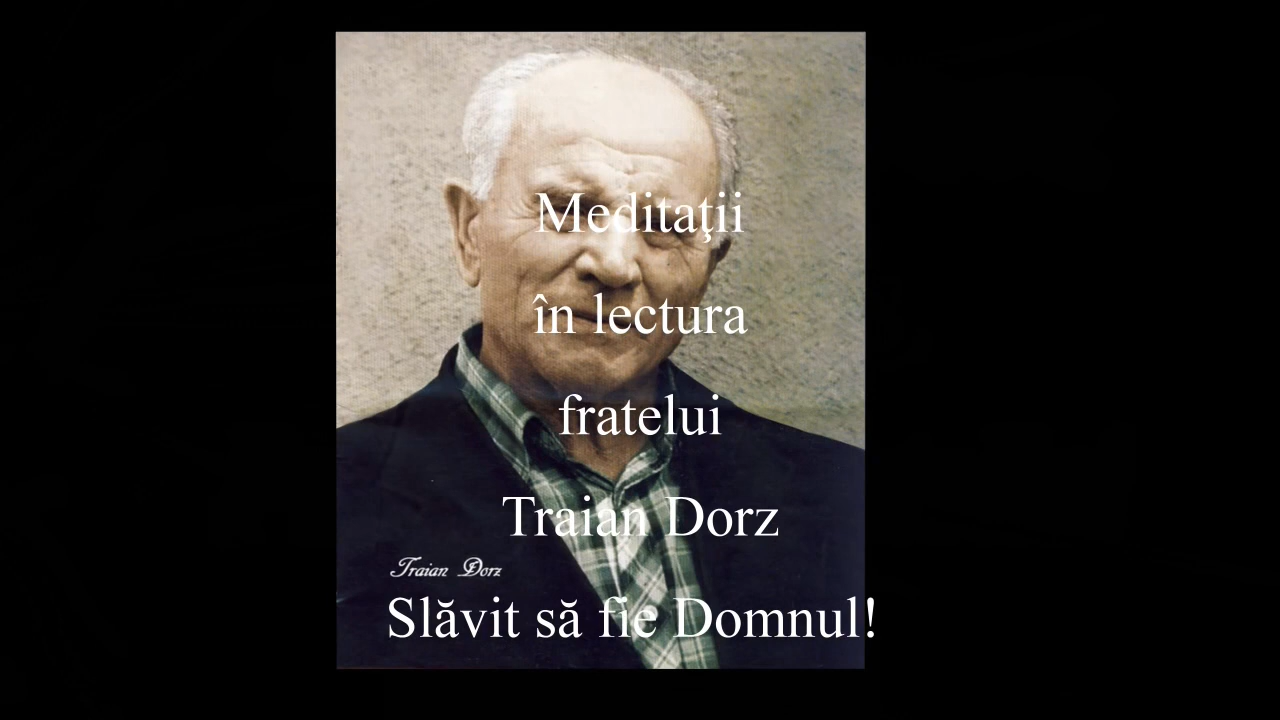 Meditaţii
în lectura
fratelui
Traian Dorz
Traian Dorz
Slăvit să fie Domnul!